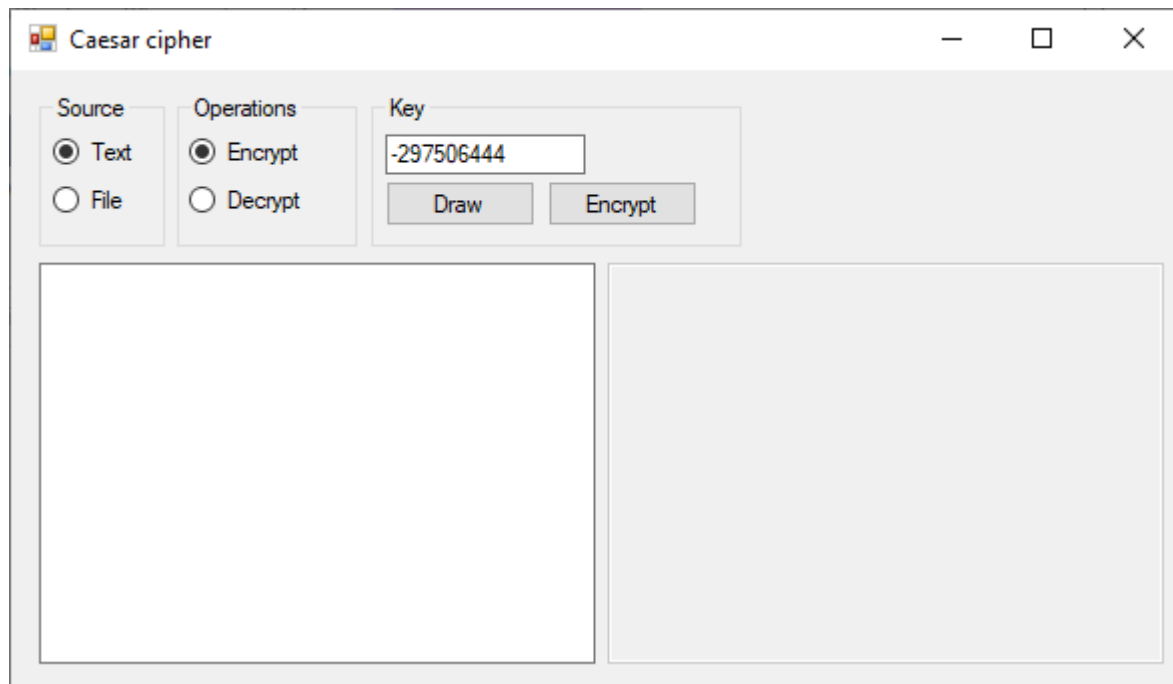 Caesar cipher
Source
Operations
Key
Text
Encrypt
-297506444
File
Decrypt
Draw
Encrypt